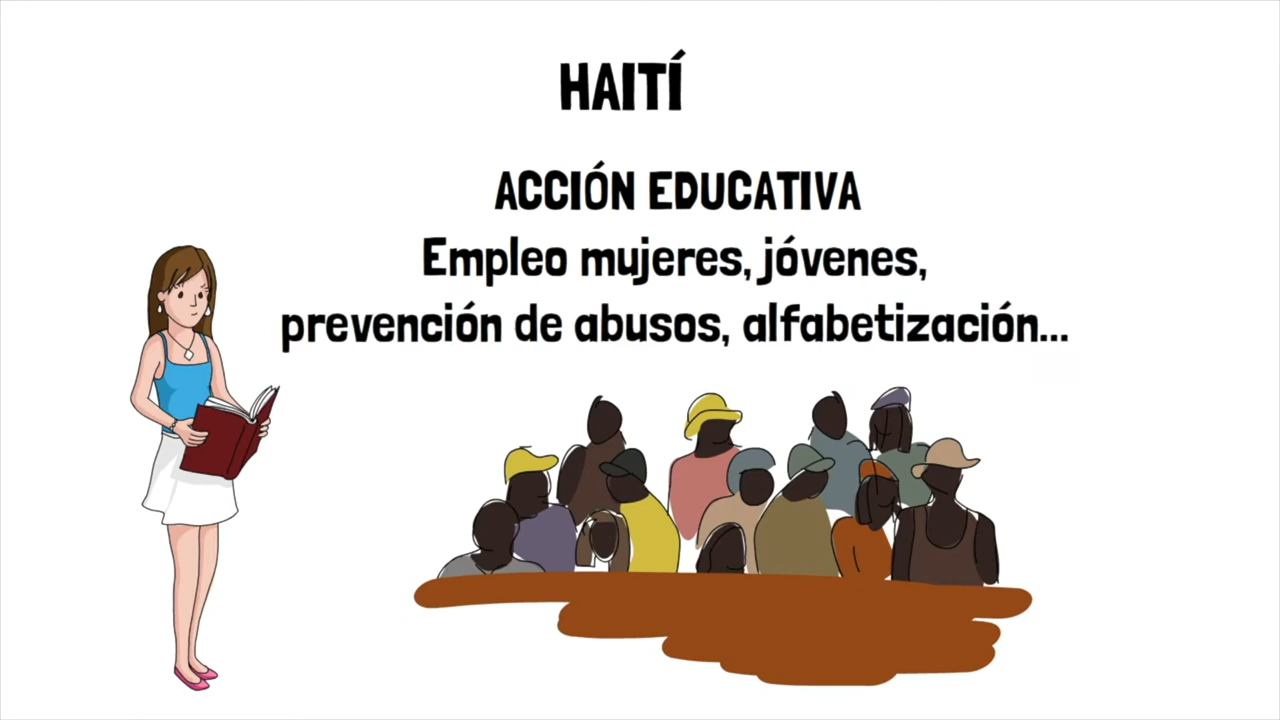 HAITÍ
ACCIÓN EDUCATIVA
Empleo mujeres, jóvenes,
prevención de abusos, alfabetización...